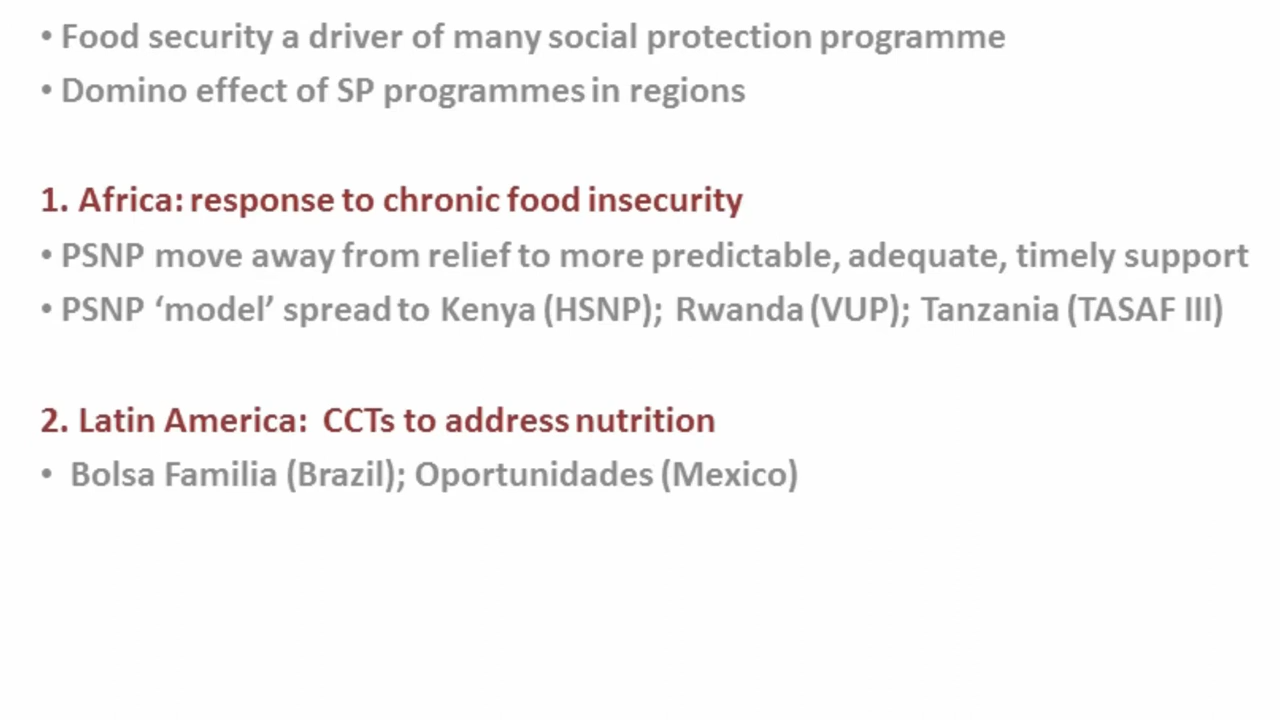 • Food security a driver of many social protection programme
• Domino effect of SP programmes in regions
1. Africa: response to chronic food insecurity
• PSNP move away from relief to more predictable, adequate, timely support
• PSNP ‘model’ spread to Kenya (HSNP); Rwanda (VUP); Tanzania (TASAF III)
2. Latin America: CCTs to address nutrition
• Bolsa Familia (Brazil); Oportunidades (Mexico)